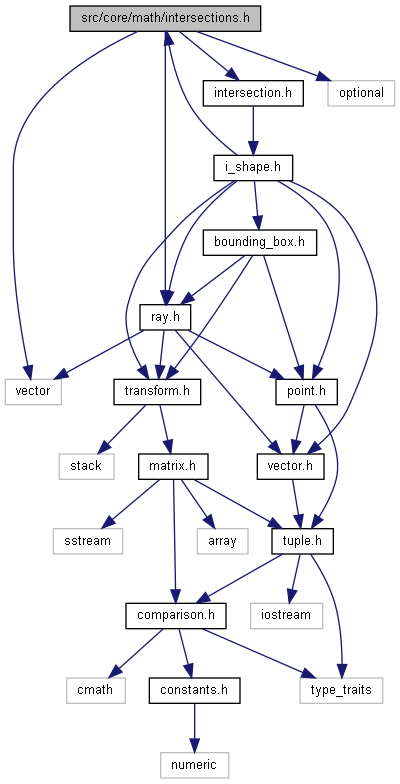 src/core/math/intersections.h
intersection.h
optional
i_shape.h
bounding_box.h
ray.h
vector
transform.h
point.h
stack
matrix.h
vector.h
sstream
array
tuple.h
comparison.h
iostream
cmath
constants.h
type_traits
numeric